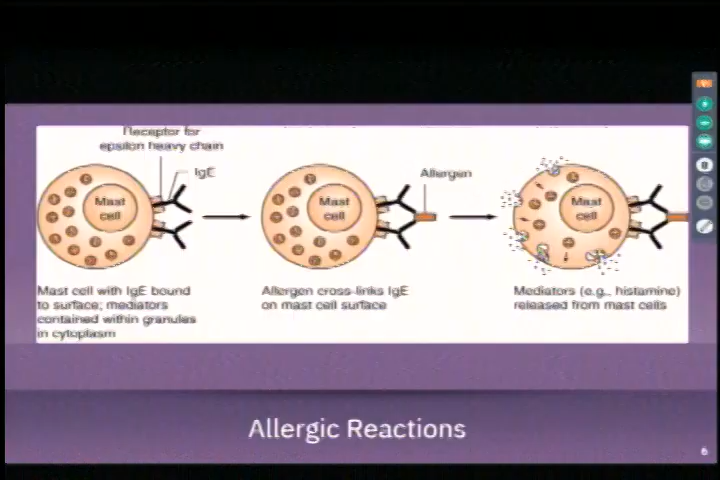 Receptor for
epsilon heavy chain
IgE
Mast
cell
Mast cell with IgE bound
to surface; mediators
contained within granules
in cytoplasm
Allergen
Mast
cell
Allergen cross-links IgE
on mast cell surface
Mast
cell
Mediators (e.g., histamine)
released from mast cells
Allergic Reactions
6